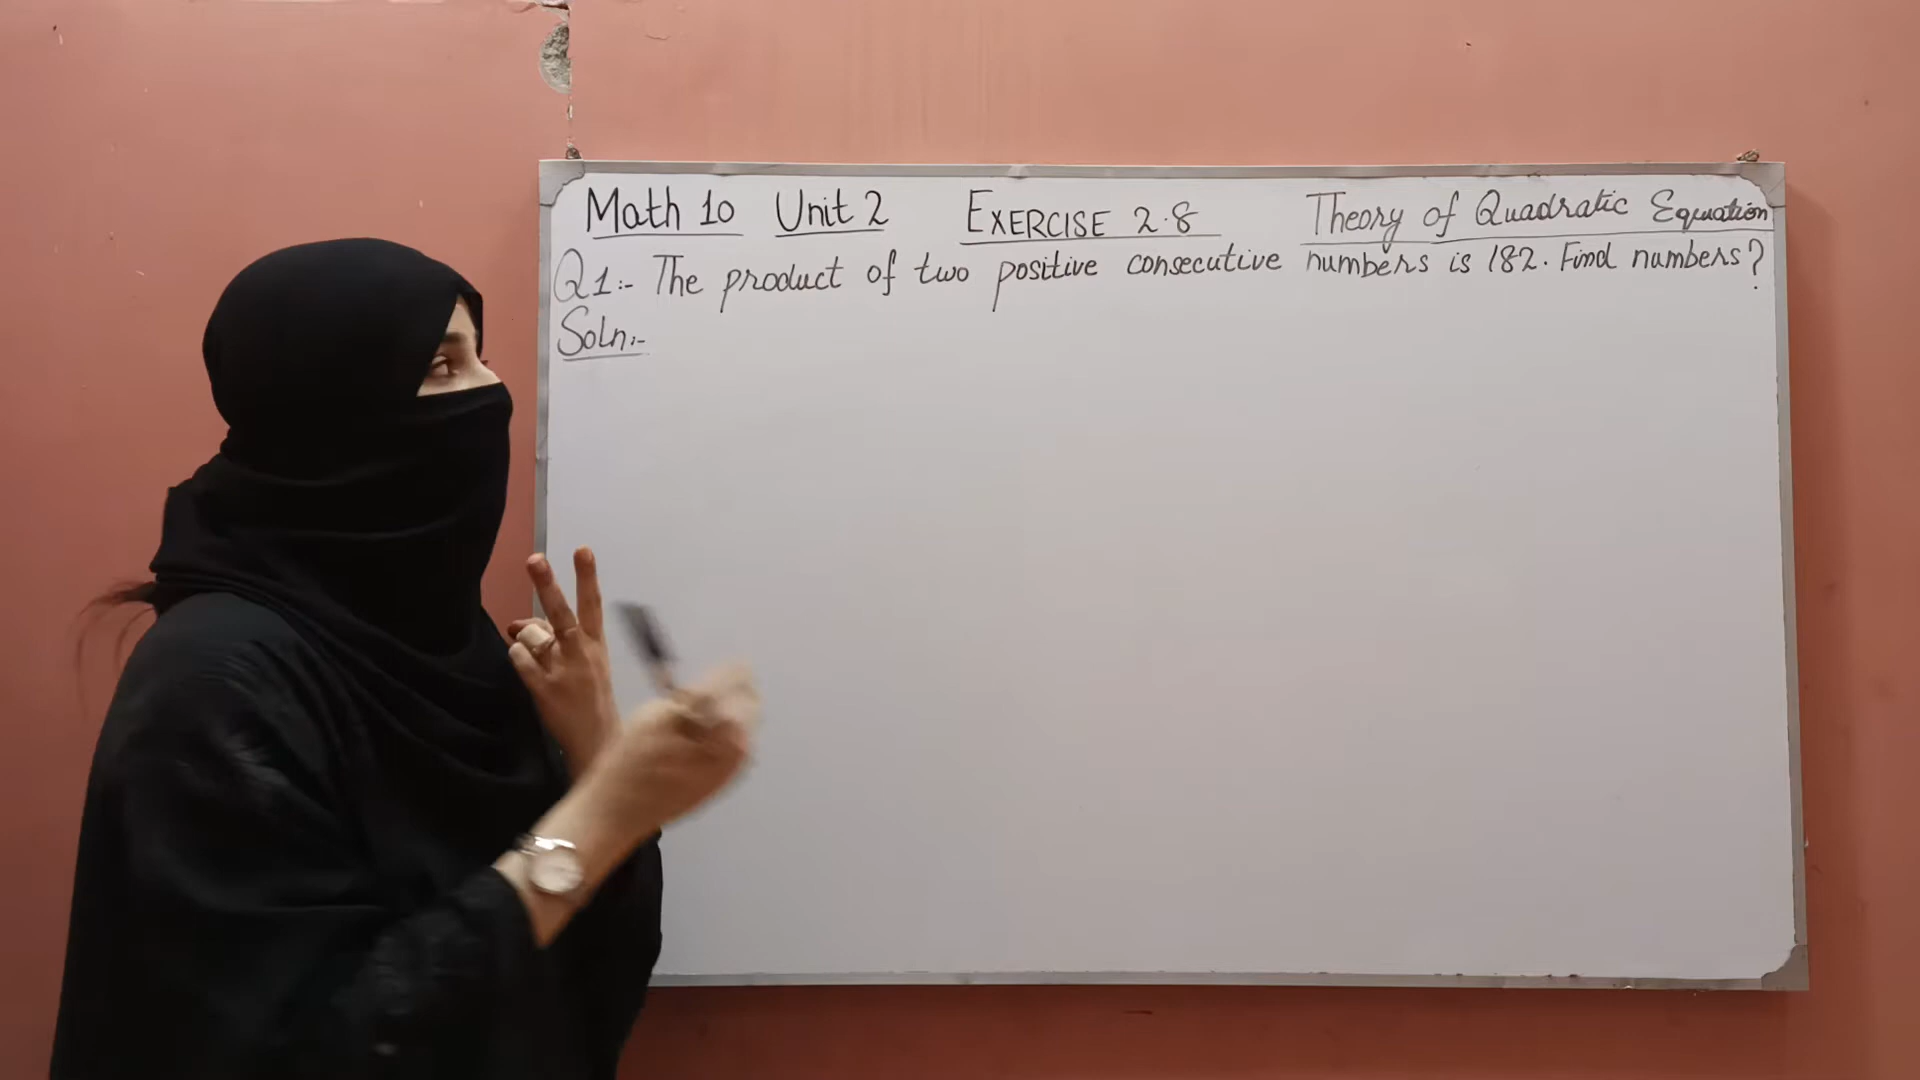 Math 10 Unit 2 EXERCISE 2.8 Theory of Quadratic Equation
Q1:- The product of two positive consecutive numbers is 182. Find numbers?
Soln:-